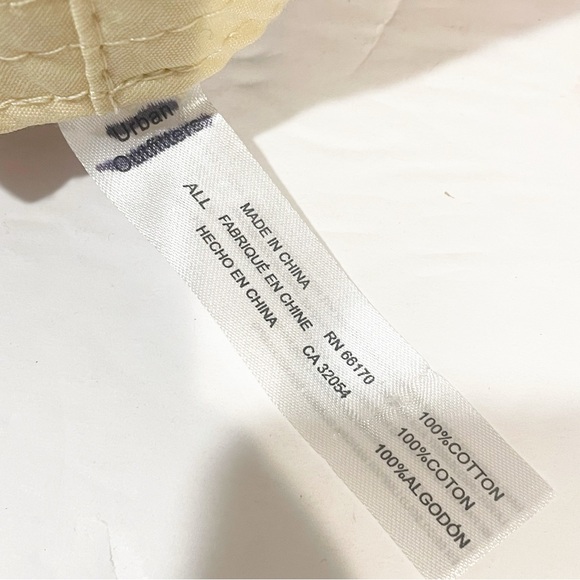 Urban
Outfitters
ALL
MADE IN CHINA
FABRIQUÉ EN CHINE
HECHO EN CHINA
RN 66170
CA 32054
100%COTTON
100%COTON
100%ALGODÓN